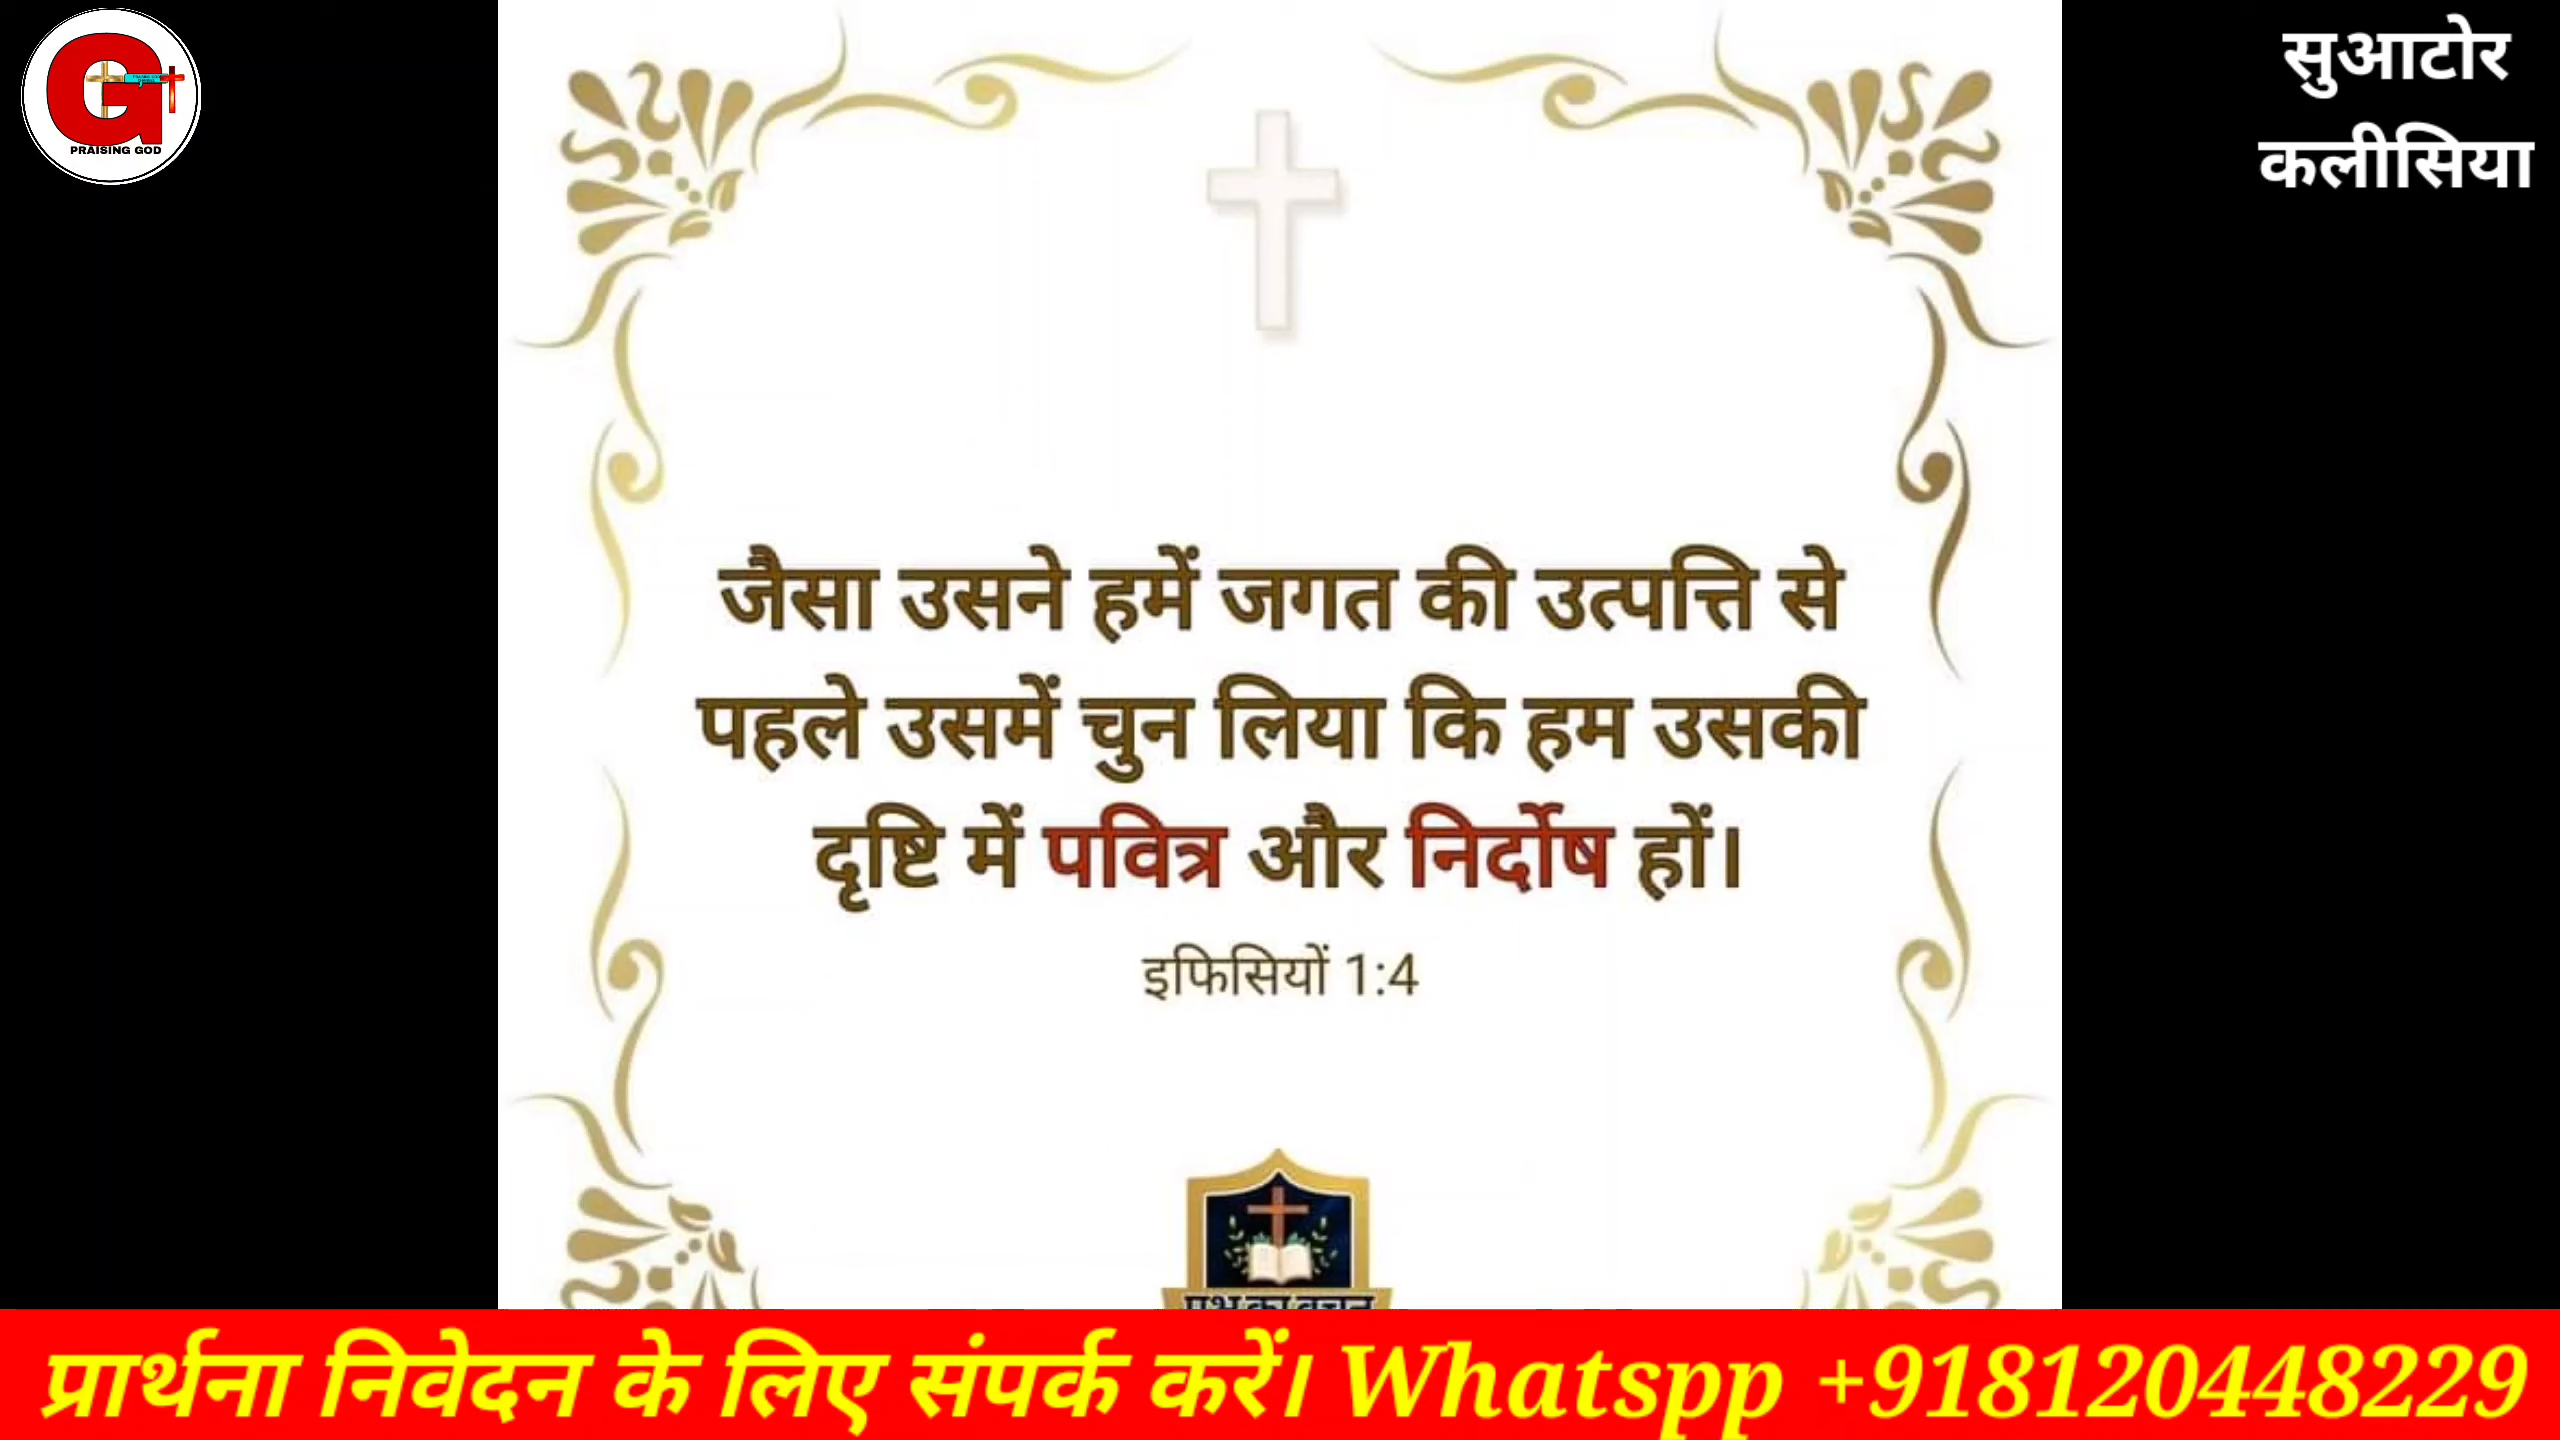 PRAISING GOD
सुआटोर
कलीसिया
जैसा उसने हमें जगत की उत्पत्ति से
पहले उसमें चुन लिया कि हम उसकी
दृष्टि में पवित्र और निर्दोष हों।
इफिसियों 1:4
प्रार्थना निवेदन के लिए संपर्क करें। Whatspp +918120448229